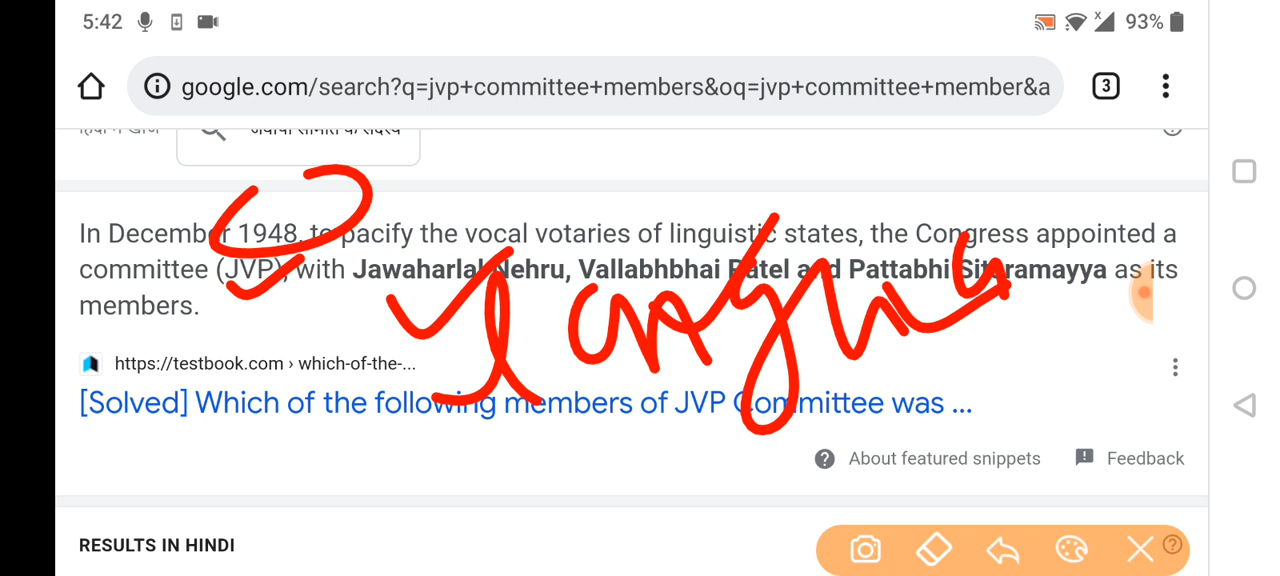 5:42 93%
google.com/search?q=jvp+committee+members&oq=jvp+committee+member&a
3
In December 1948, to pacify the vocal votaries of linguistic states, the Congress appointed a
committee (JVP), with Jawaharlal Nehru, Vallabhbhai Patel and Pattabhi Sitaramayya as its
members.
https://testbook.com › which-of-the-...
[Solved] Which of the following members of JVP Committee was ...
About featured snippets Feedback
RESULTS IN HINDI